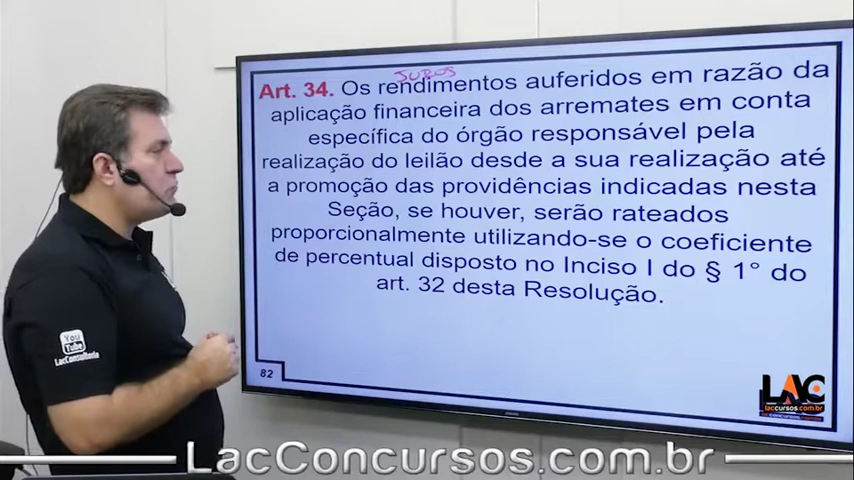 JUROS
Art. 34. Os rendimentos auferidos em razão da
aplicação financeira dos arremates em conta
específica do órgão responsável pela
realização do leilão desde a sua realização até
a promoção das providências indicadas nesta
Seção, se houver, serão rateados
proporcionalmente utilizando-se o coeficiente
de percentual disposto no Inciso I do § 1° do
art. 32 desta Resolução.
82
You
Tube
LacConsultoria
LAC
laccursos.com.br
LacConcursos.com.br